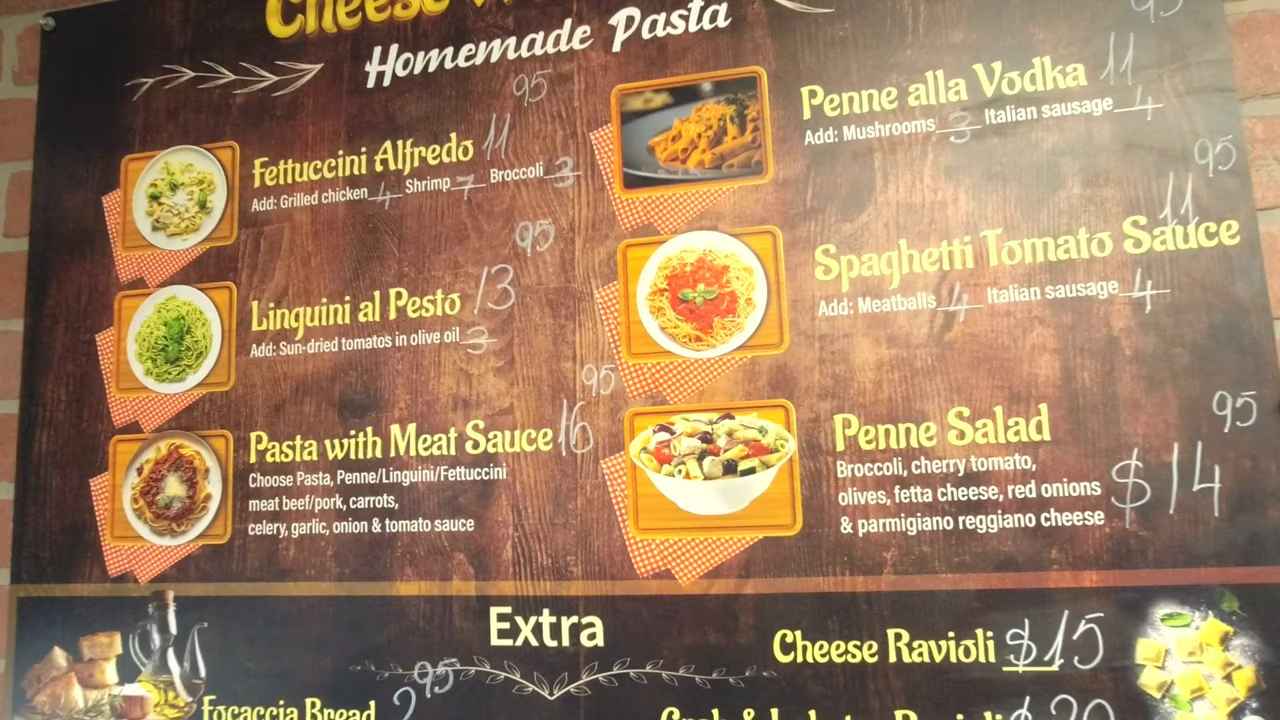 Cheese
Homemade Pasta
Fettuccini Alfredo 11 95
Add: Grilled chicken 4 Shrimp 7 Broccoli 3
Linguini al Pesto 13 95
Add: Sun-dried tomatos in olive oil 3
Pasta with Meat Sauce 16 95
Choose Pasta, Penne/Linguini/Fettuccini
meat beef/pork, carrots,
celery, garlic, onion & tomato sauce
Penne alla Vodka 11 95
Add: Mushrooms 3 Italian sausage 4
Spaghetti Tomato Sauce 11 95
Add: Meatballs 4 Italian sausage 4
Penne Salad
Broccoli, cherry tomato,
olives, fetta cheese, red onions
& parmigiano reggiano cheese
$14 95
Extra
Focaccia Bread 2 95
Cheese Ravioli $15
Ravioli $20